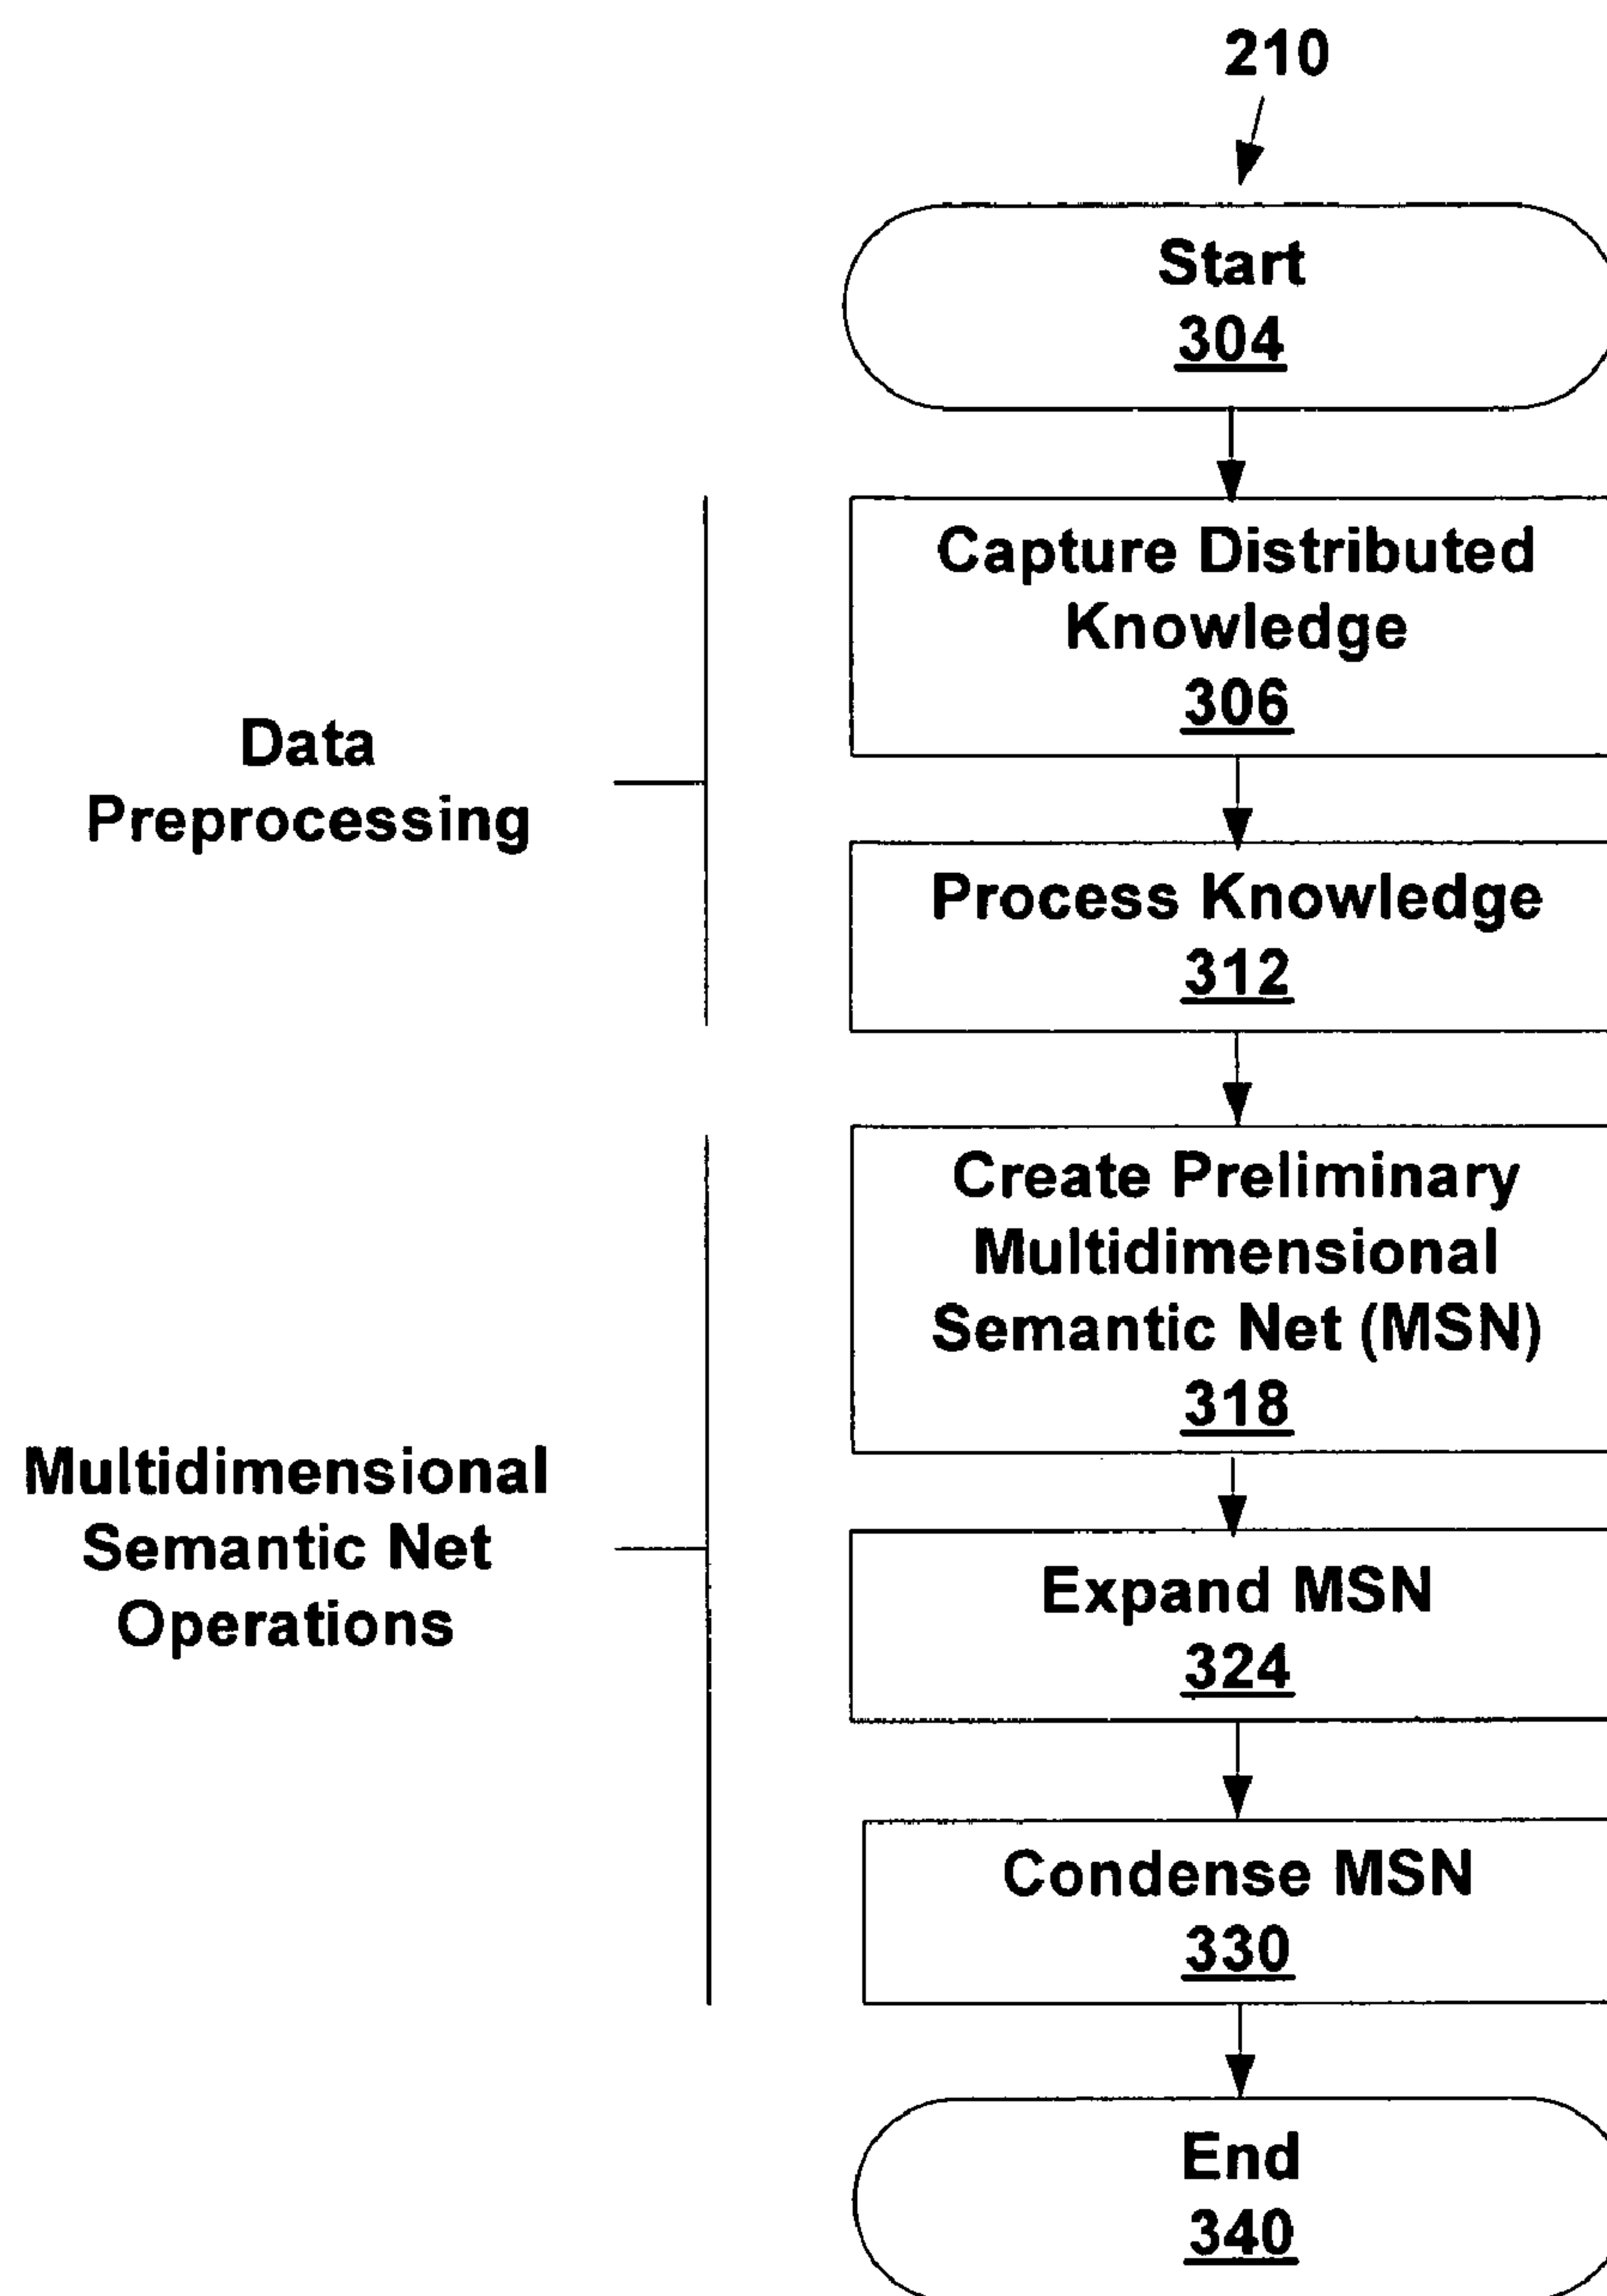 210
Start
304
Capture Distributed
Knowledge
306
Data
Preprocessing
Process Knowledge
312
Create Preliminary
Multidimensional
Semantic Net (MSN)
318
Multidimensional
Semantic Net
Operations
Expand MSN
324
Condense MSN
330
End
340